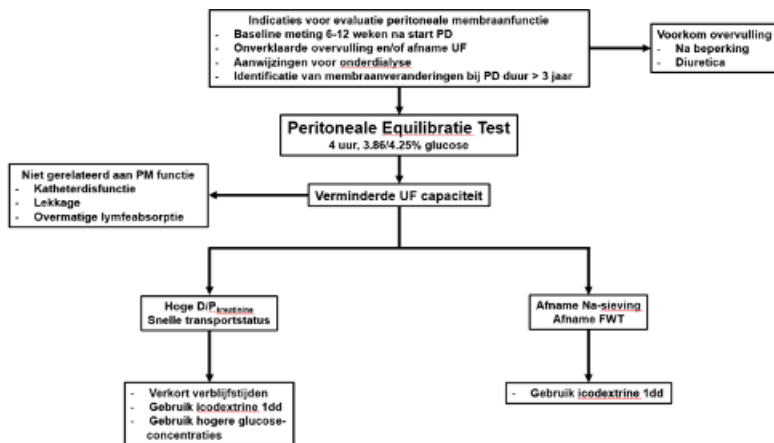 Indicaties voor evaluatie peritoneale membraanfunctie
- Baseline meting 6-12 weken na start PD
- Onverklaarde overvulling en/of afname UF
- Aanwijzingen voor onderdialyse
- Identificatie van membraanveranderingen bij PD duur > 3 jaar
Voorkom overvulling
- Na beperking
- Diuretica
Peritoneale Equilibratie Test
4 uur, 3.86/4.25% glucose
Niet gerelateerd aan PM functie
- Katheterdisfunctie
- Lekkage
- Overmatige lymfeabsorptie
Verminderde UF capaciteit
Hoge D/Pkreatinine
Snelle transportstatus
Afname Na-sieving
Afname FWT
- Verkort verblijfstijden
- Gebruik icodextrine 1dd
- Gebruik hogere glucose-
concentraties
- Gebruik icodextrine 1dd